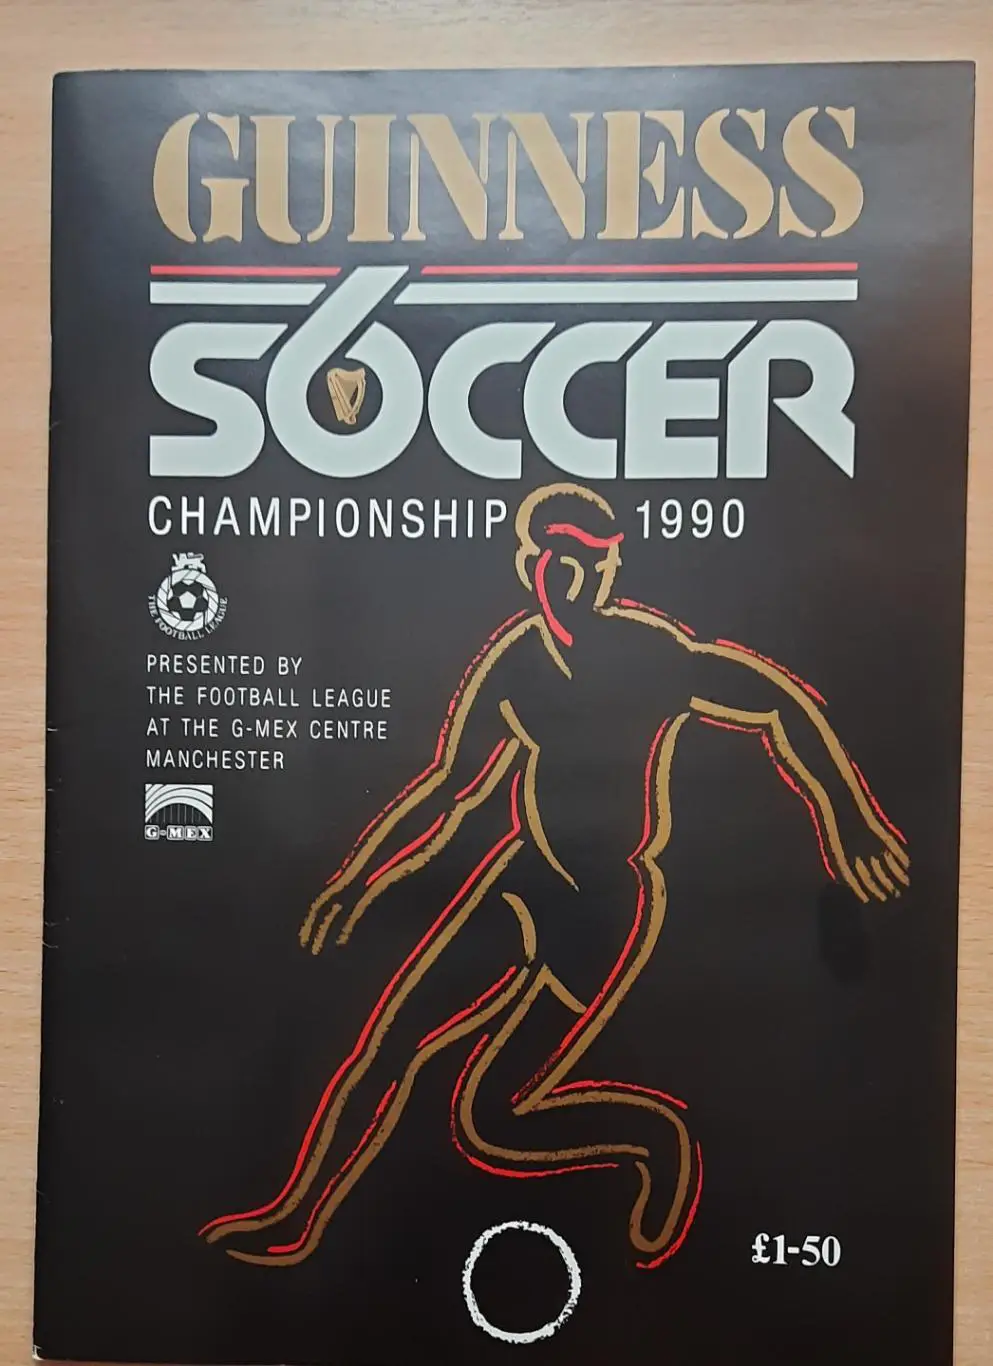 GUINNESS
S6CCER
CHAMPIONSHIP 1990
THE FOOTBALL LEAGUE
PRESENTED BY
THE FOOTBALL LEAGUE
AT THE G-MEX CENTRE
MANCHESTER
G-MEX
£1-50